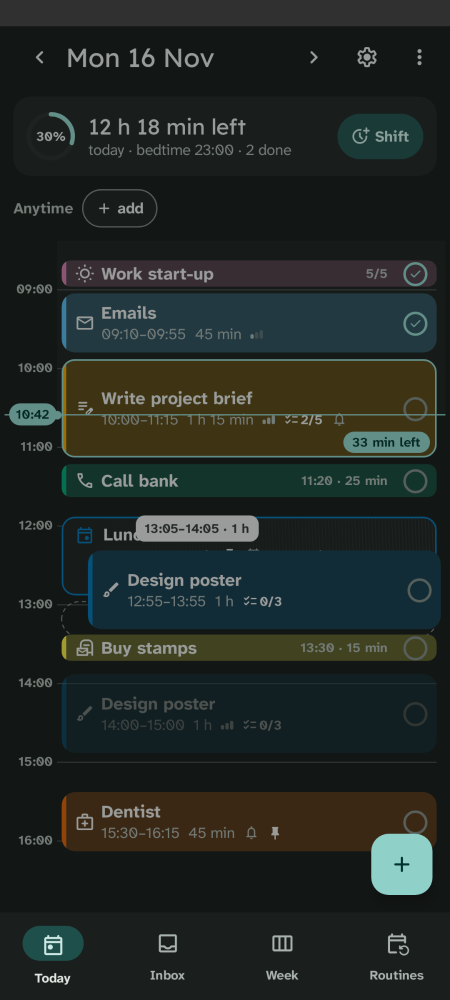 Mon 16 Nov
30%
12 h 18 min left
today · bedtime 23:00 · 2 done
Shift
Anytime
+ add
Work start-up 5/5
09:00
Emails
09:10–09:55 45 min
10:00
Write project brief
10:42
10:00–11:15 1 h 15 min 2/5
11:00
33 min left
Call bank 11:20 · 25 min
12:00
13:05–14:05 · 1 h
Design poster
12:55–13:55 1 h 0/3
13:00
Buy stamps 13:30 · 15 min
14:00
Design poster
14:00–15:00 1 h 0/3
15:00
Dentist
15:30–16:15 45 min
16:00
+
Today
Inbox
Week
Routines